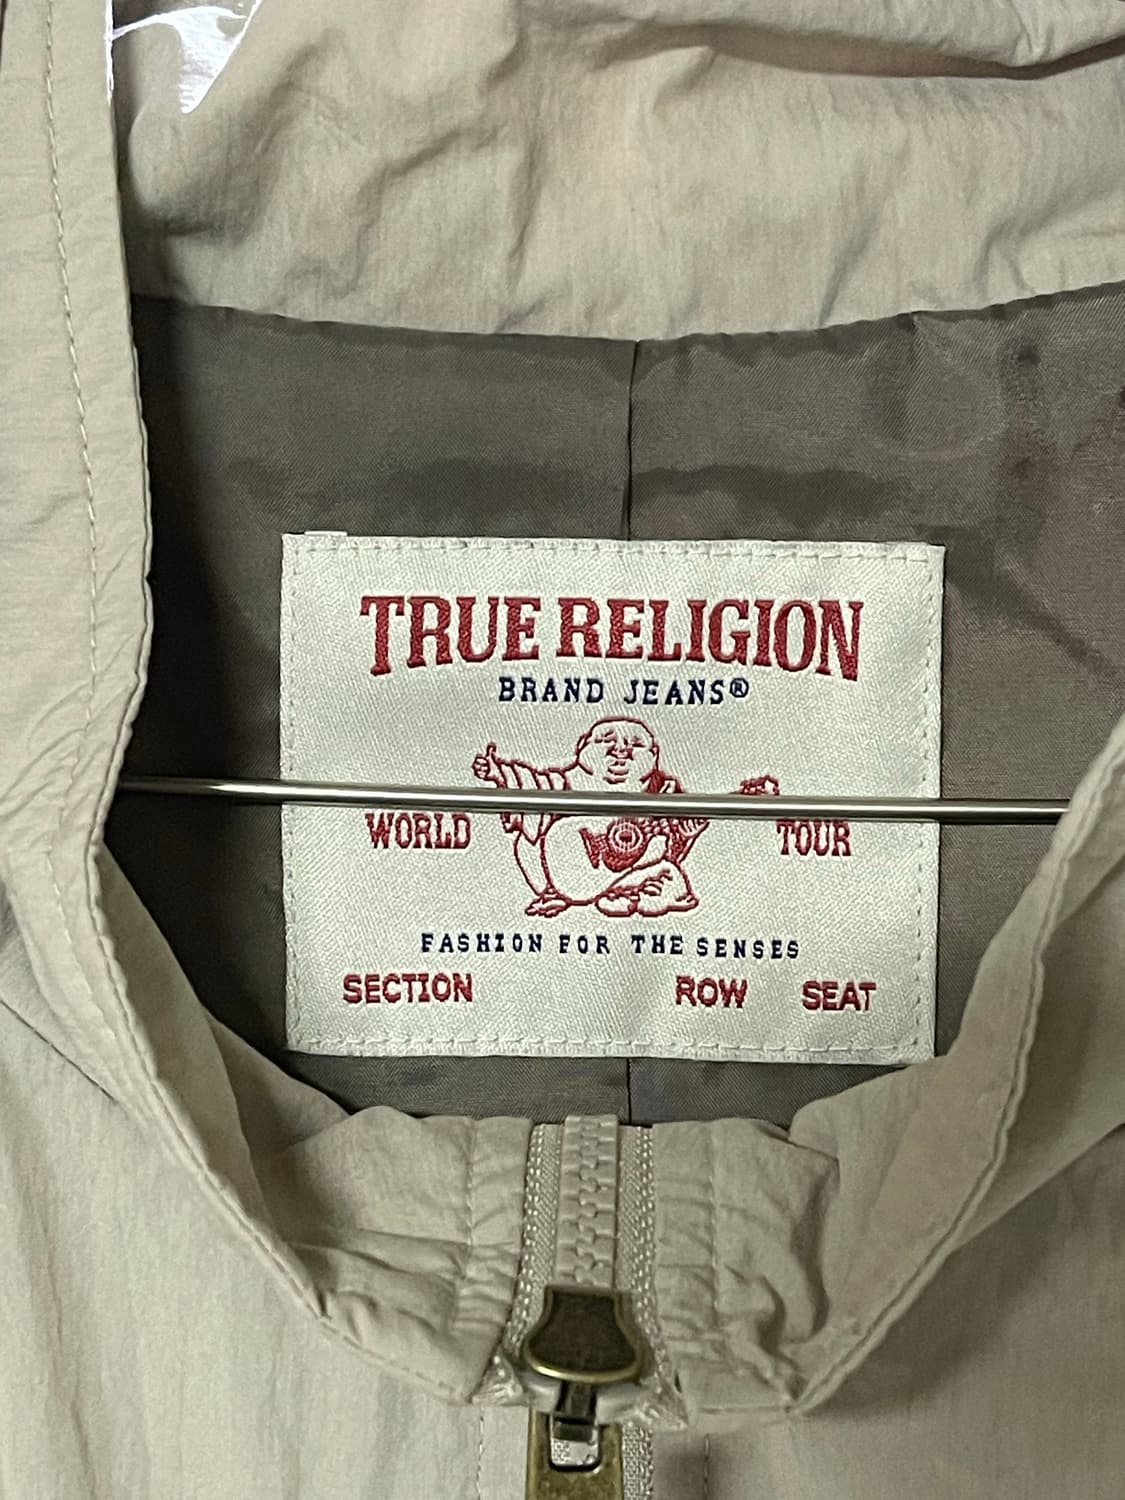 TRUE RELIGION
BRAND JEANS®
WORLD TOUR
FASHION FOR THE SENSES
SECTION ROW SEAT